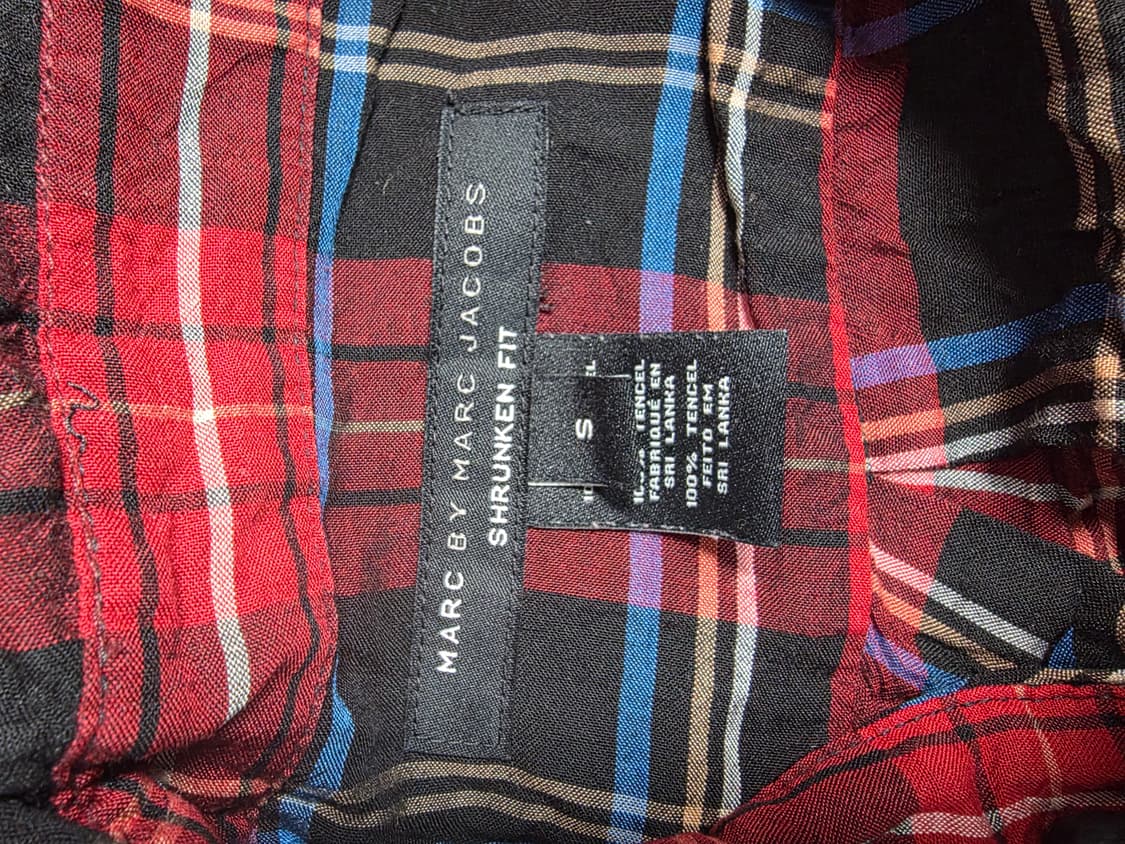 MARC BY MARC JACOBS
SHRUNKEN FIT
S
TENCEL
FABRIQUÉ EN
SRI LANKA
100% TENCEL
FEITO EM
SRI LANKA